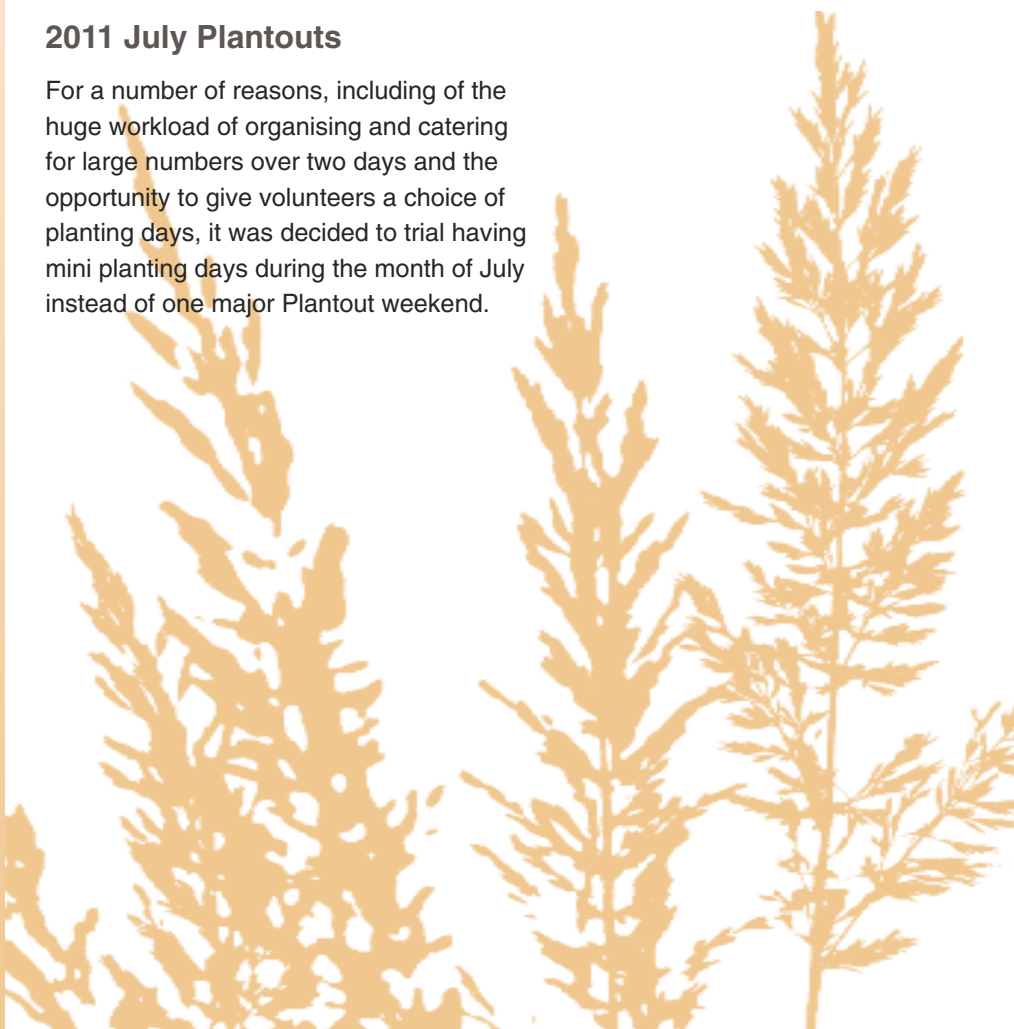 2011 July Plantouts
For a number of reasons, including of the
huge workload of organising and catering
for large numbers over two days and the
opportunity to give volunteers a choice of
planting days, it was decided to trial having
mini planting days during the month of July
instead of one major Plantout weekend.